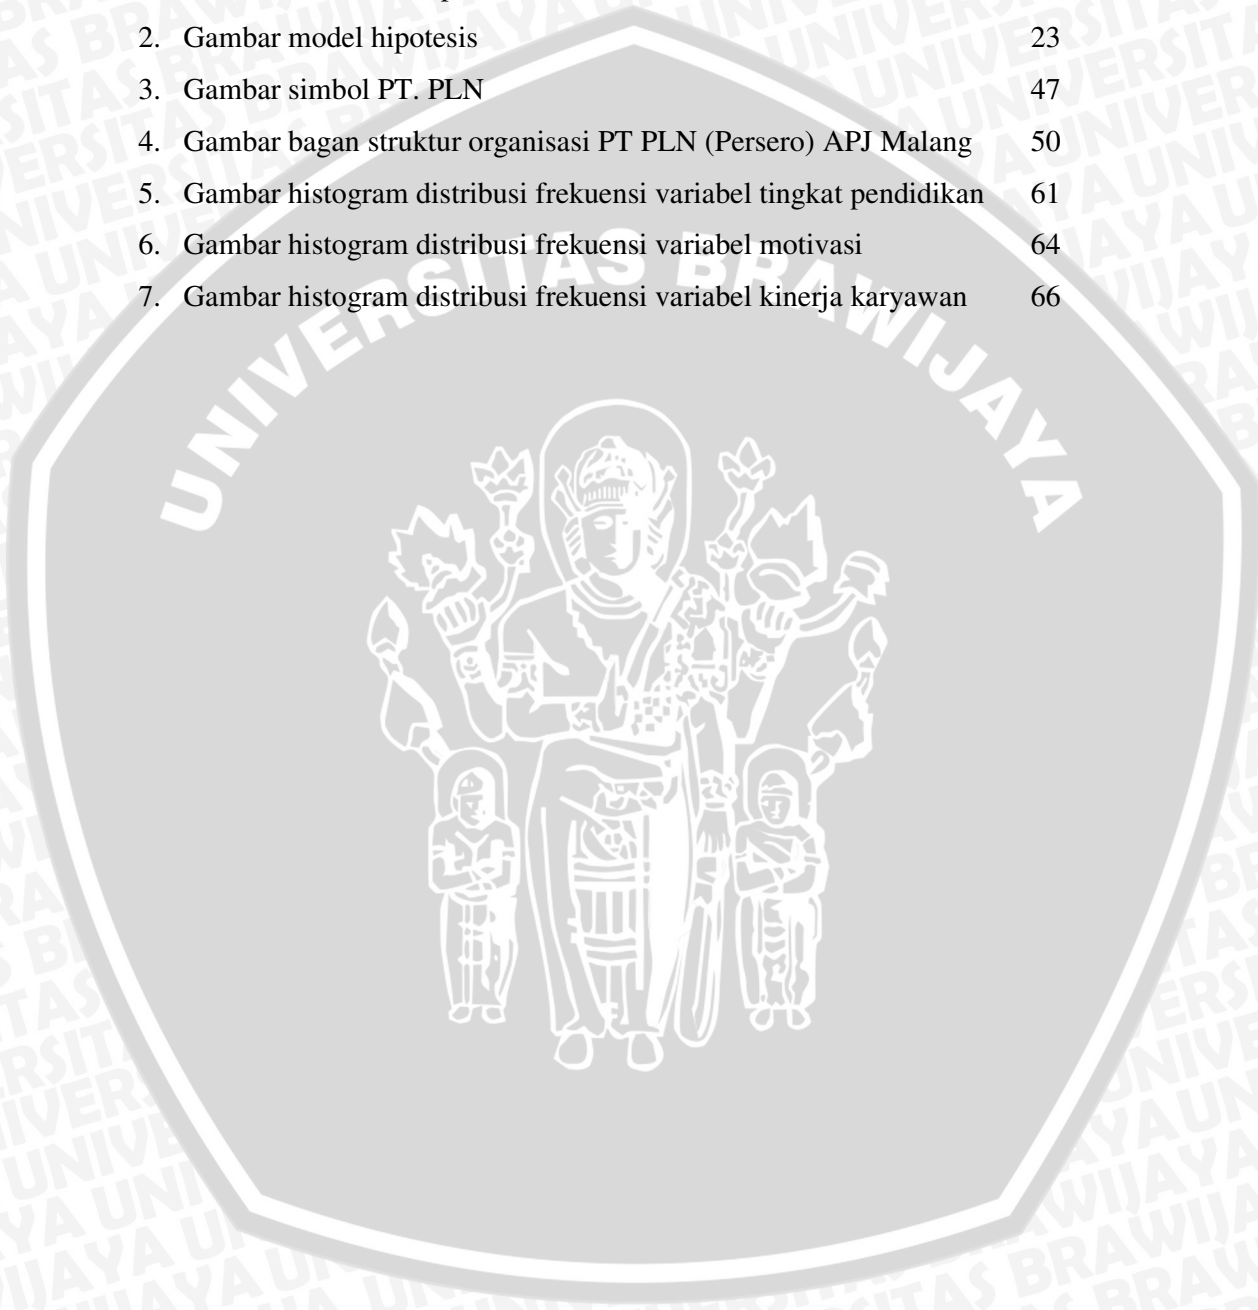 2. Gambar model hipotesis 23
3. Gambar simbol PT. PLN 47
4. Gambar bagan struktur organisasi PT PLN (Persero) APJ Malang 50
5. Gambar histogram distribusi frekuensi variabel tingkat pendidikan 61
6. Gambar histogram distribusi frekuensi variabel motivasi 64
7. Gambar histogram distribusi frekuensi variabel kinerja karyawan 66
UNIVERSITAS BRAWIJAYA